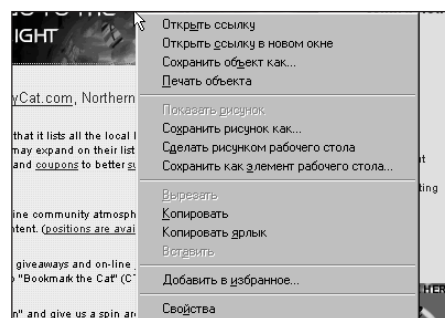 IGHT
Открыть ссылку
Открыть ссылку в новом окне
Сохранить объект как...
Печать объекта
Показать рисунок
Сохранить рисунок как...
Сделать рисунком рабочего стола
Сохранить как элемент рабочего стола...
Вырезать
Копировать
Копировать ярлык
Вставить
Добавить в избранное...
Свойства
yCat.com, Northern
that it lists all the local
may expand on their list
and coupons to better
ine community atmosph
ntent. (positions are avai
giveaways and on-line
"Bookmark the Cat" (C
n" and give us a spin
ting
HER